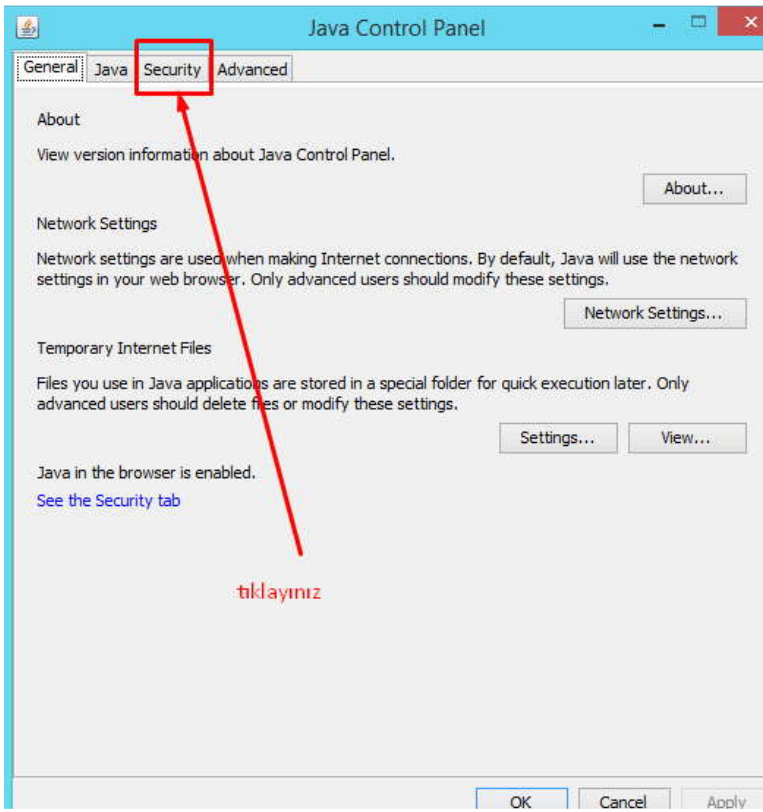 Java Control Panel
General Java Security Advanced
About
View version information about Java Control Panel.
About...
Network Settings
Network settings are used when making Internet connections. By default, Java will use the network
settings in your web browser. Only advanced users should modify these settings.
Network Settings...
Temporary Internet Files
Files you use in Java applications are stored in a special folder for quick execution later. Only
advanced users should delete files or modify these settings.
Settings... View...
Java in the browser is enabled.
See the Security tab
tıklayınız
OK Cancel Apply